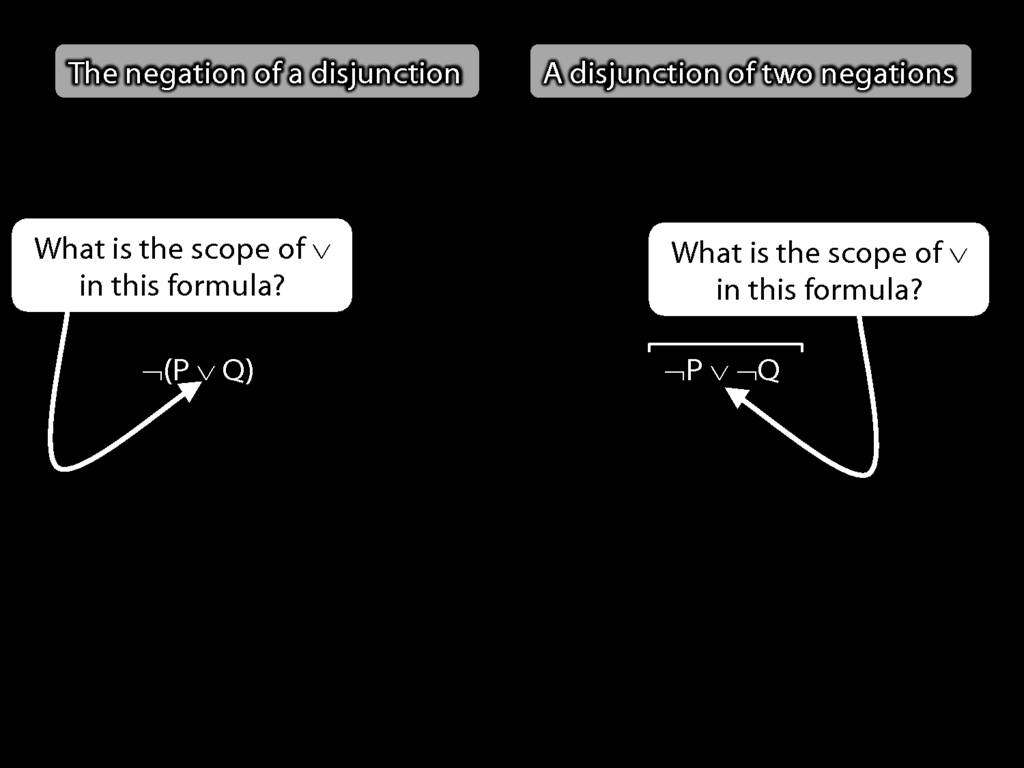 The negation of a disjunction
A disjunction of two negations
What is the scope of ∨
in this formula?
What is the scope of ∨
in this formula?
¬(P ∨ Q)
¬P ∨ ¬Q